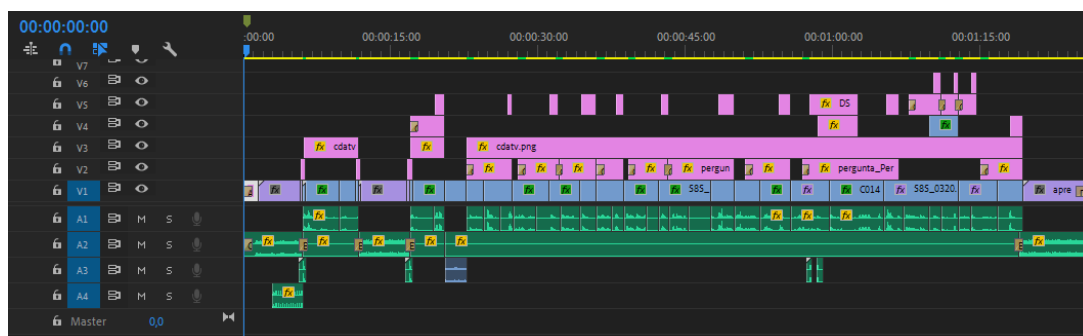 00:00:00:00
:00:00 00:00:15:00 00:00:30:00 00:00:45:00 00:01:00:00 00:01:15:00
V7
V6
V5 fx DS
V4 fx fx
V3 fx cdatv fx fx cdatv.png
V2 fx fx fx fx fx pergun fx fx pergunta_Per fx
V1 fx fx fx fx fx fx fx fx S85_ fx fx fx C014 fx S85_0320. fx fx apre
A1 M S fx fx fx fx
A2 M S fx fx fx fx fx fx
A3 M S
A4 M S fx
Master 0,0